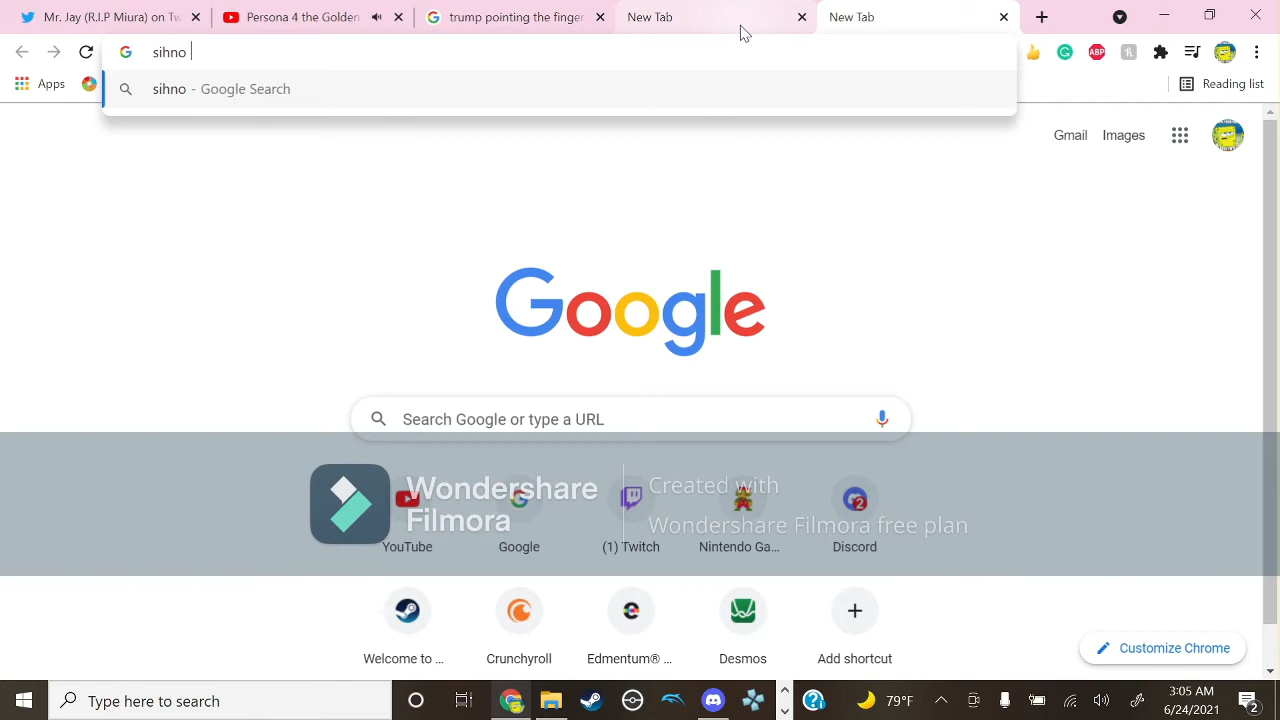 Mr. Jay (R.I.P Miura) on Tw
Persona 4 the Golden
trump pointing the finger
New Tab
New Tab
sihno
sihno - Google Search
ABP
Apps
Reading list
Gmail
Images
Google
Search Google or type a URL
Wondershare
Filmora
Created with
Wondershare Filmora free plan
YouTube
Google
(1) Twitch
Nintendo Ga...
Discord
Welcome to ...
Crunchyroll
Edmentum® ...
Desmos
Add shortcut
Customize Chrome
Type here to search
79°F
3:05 AM
6/24/2021
2